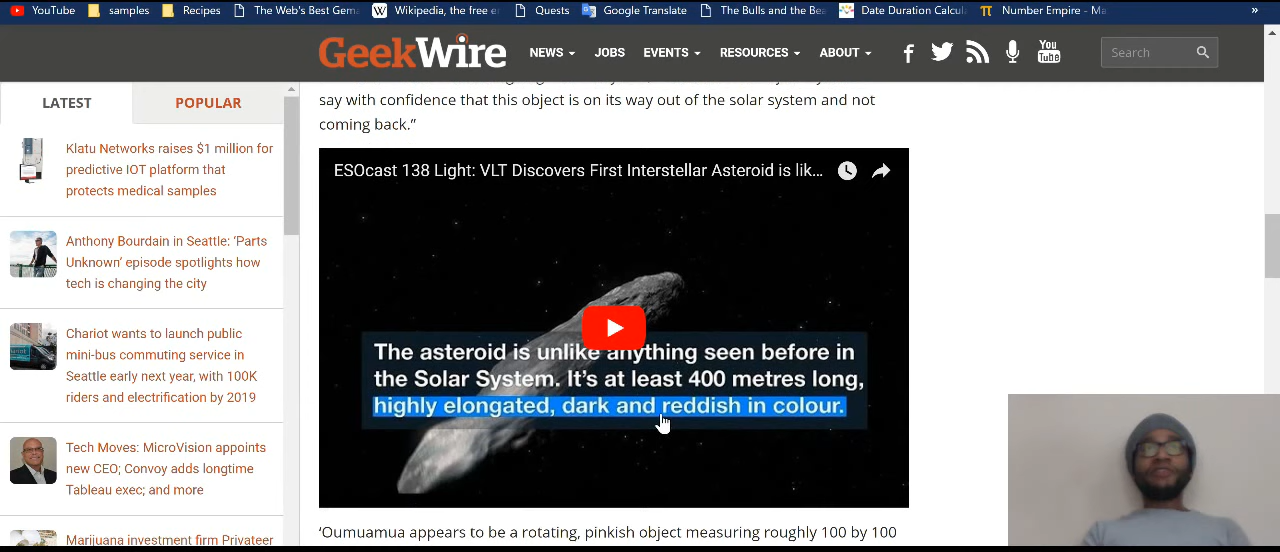 YouTube samples Recipes The Web's Best Gema Wikipedia, the free en Quests Google Translate The Bulls and the Bea Date Duration Calcula Number Empire - Ma »
GeekWire NEWS JOBS EVENTS RESOURCES ABOUT You Tube Search
LATEST POPULAR
Klatu Networks raises $1 million for
predictive IOT platform that
protects medical samples
Anthony Bourdain in Seattle: ‘Parts
Unknown’ episode spotlights how
tech is changing the city
Chariot wants to launch public
mini-bus commuting service in
Seattle early next year, with 100K
riders and electrification by 2019
Tech Moves: MicroVision appoints
new CEO; Convoy adds longtime
Tableau exec; and more
Marijuana investment firm Privateer
say with confidence that this object is on its way out of the solar system and not
coming back.”
ESOcast 138 Light: VLT Discovers First Interstellar Asteroid is lik...
The asteroid is unlike anything seen before in
the Solar System. It's at least 400 metres long,
highly elongated, dark and reddish in colour.
‘Oumuamua appears to be a rotating, pinkish object measuring roughly 100 by 100